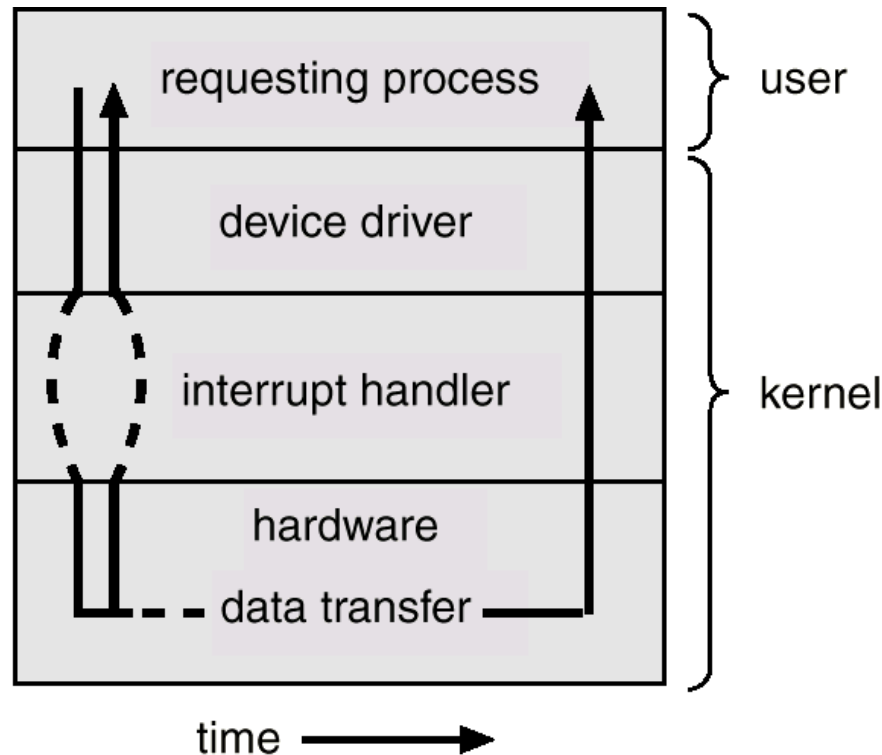 requesting process
user
device driver
interrupt handler
kernel
hardware
data transfer
time